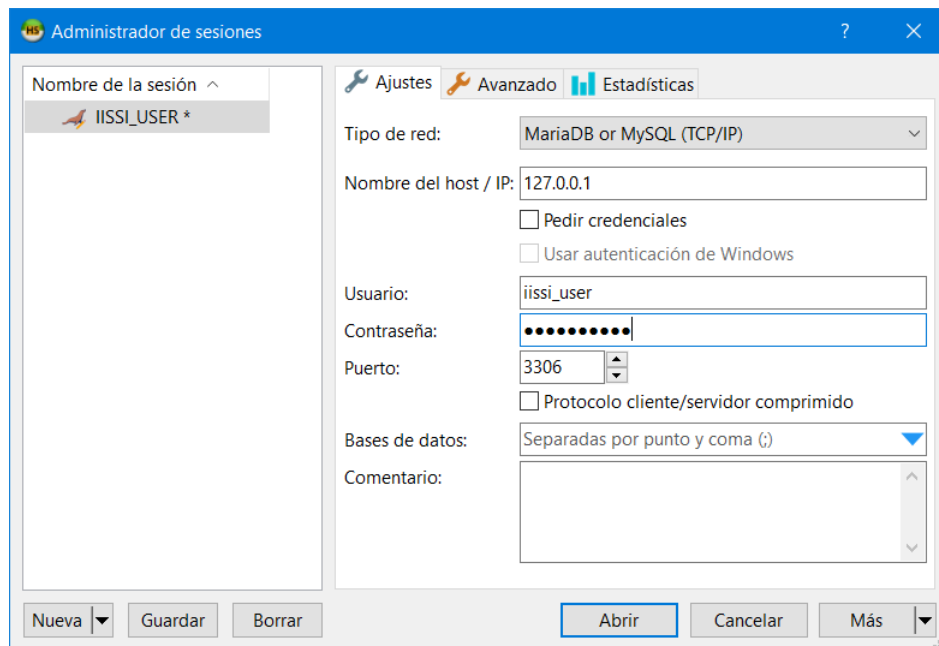 HS Administrador de sesiones ?
Nombre de la sesión
IISSI_USER *
Ajustes Avanzado Estadísticas
Tipo de red: MariaDB or MySQL (TCP/IP)
Nombre del host / IP: 127.0.0.1
Pedir credenciales
Usar autenticación de Windows
Usuario: iissi_user
Contraseña: ●●●●●●●●●●
Puerto: 3306
Protocolo cliente/servidor comprimido
Bases de datos: Separadas por punto y coma (;)
Comentario:
Nueva Guardar Borrar Abrir Cancelar Más